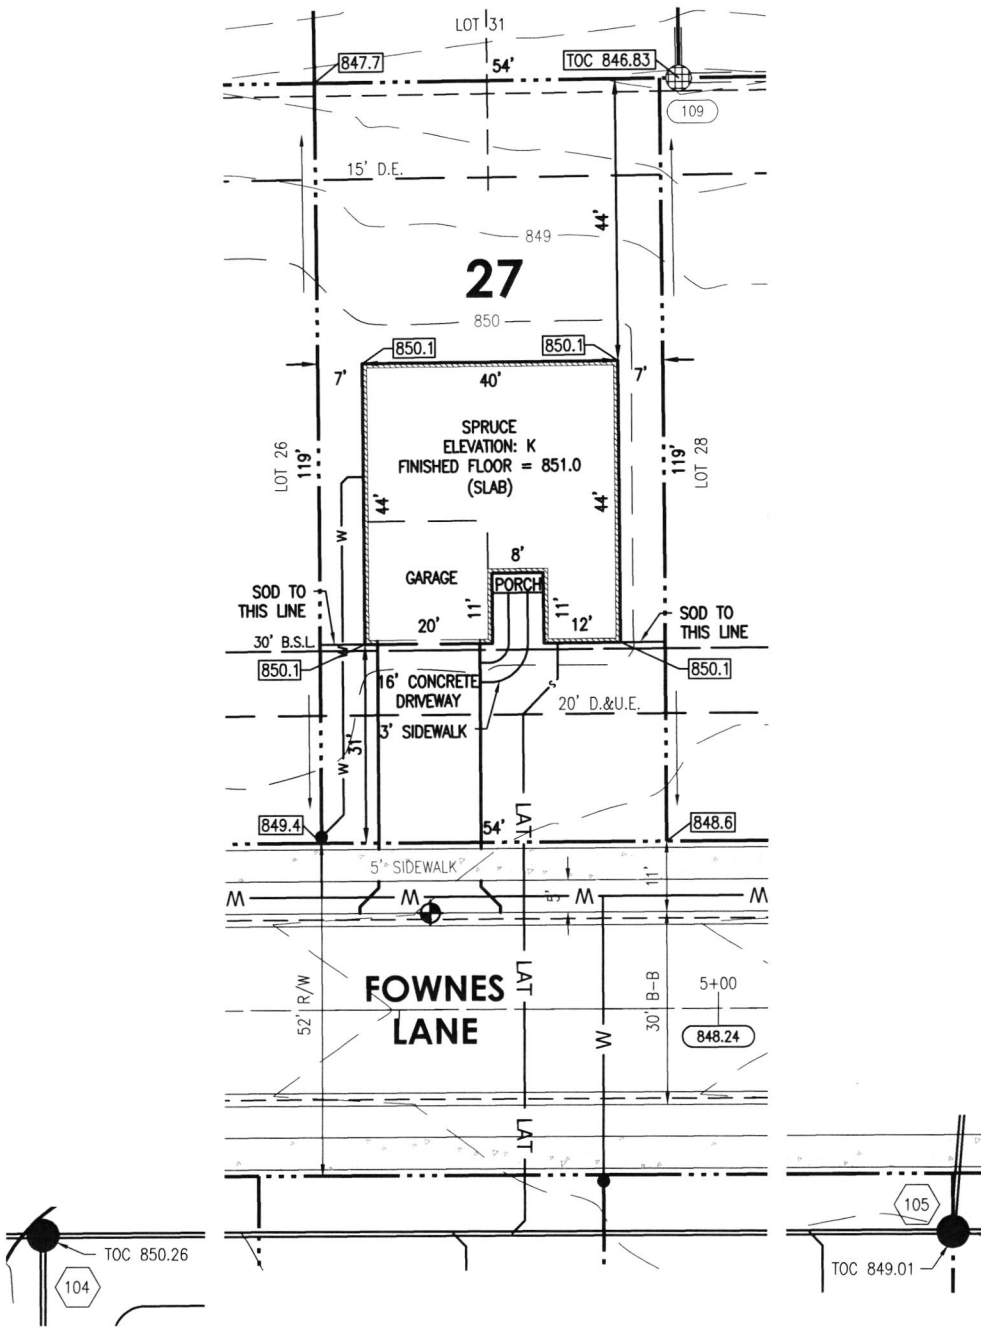 LOT 31
847.7
54'
TOC 846.83
109
15' D.E.
44'
849
27
850
850.1
850.1
7'
40'
7'
SPRUCE
ELEVATION: K
FINISHED FLOOR = 851.0
(SLAB)
LOT 26
119'
44'
44'
119'
LOT 28
W
8'
GARAGE
PORCH
SOD TO
THIS LINE
11'
11'
SOD TO
THIS LINE
20'
12'
30' B.S.L.
W
850.1
850.1
16' CONCRETE
DRIVEWAY
S
20' D.&U.E.
3' SIDEWALK
31'
W
849.4
54'
LAT
848.6
5' SIDEWALK
11'
W
W
5'
W
W
FOWNES
LANE
LAT
52' R/W
30' B-B
5+00
848.24
W
LAT
105
TOC 850.26
104
TOC 849.01